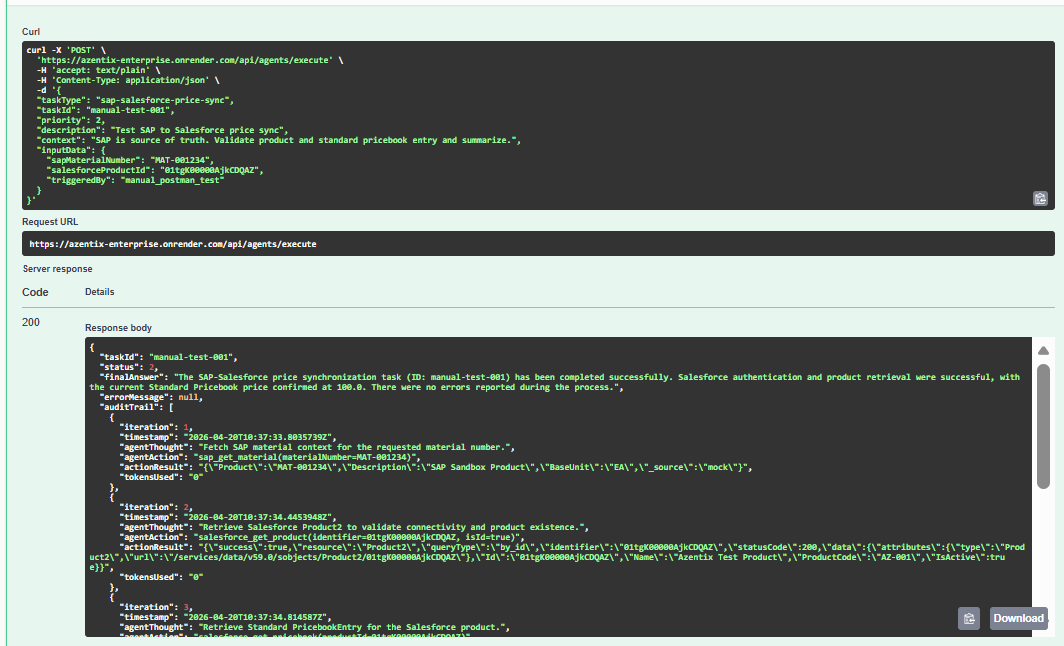 Curl
curl -X 'POST' \
'https://azentix-enterprise.onrender.com/api/agents/execute' \
-H 'accept: text/plain' \
-H 'Content-Type: application/json' \
-d '{
"taskType": "sap-salesforce-price-sync",
"taskId": "manual-test-001",
"priority": 2,
"description": "Test SAP to Salesforce price sync",
"context": "SAP is source of truth. Validate product and standard pricebook entry and summarize.",
"inputData": {
"sapMaterialNumber": "MAT-001234",
"salesforceProductId": "01tgK00000AjkCDQAZ",
"triggeredBy": "manual_postman_test"
}
}'
Request URL
https://azentix-enterprise.onrender.com/api/agents/execute
Server response
Code Details
200
Response body
{
"taskId": "manual-test-001",
"status": 2,
"finalAnswer": "The SAP-Salesforce price synchronization task (ID: manual-test-001) has been completed successfully. Salesforce authentication and product retrieval were successful, with
the current Standard Pricebook price confirmed at 100.0. There were no errors reported during the process.",
"errorMessage": null,
"auditTrail": [
{
"iteration": 1,
"timestamp": "2026-04-20T10:37:33.8035739Z",
"agentThought": "Fetch SAP material context for the requested material number.",
"agentAction": "sap_get_material(materialNumber=MAT-001234)",
"actionResult": "{\"Product\":\"MAT-001234\",\"Description\":\"SAP Sandbox Product\",\"BaseUnit\":\"EA\",\"_source\":\"mock\"}",
"tokensUsed": "0"
},
{
"iteration": 2,
"timestamp": "2026-04-20T10:37:34.4453948Z",
"agentThought": "Retrieve Salesforce Product2 to validate connectivity and product existence.",
"agentAction": "salesforce_get_product(identifier=01tgK00000AjkCDQAZ, isId=true)",
"actionResult": "{\"success\":true,\"resource\":\"Product2\",\"queryType\":\"by_id\",\"identifier\":\"01tgK00000AjkCDQAZ\",\"statusCode\":200,\"data\":{\"attributes\":{\"type\":\"Prod
uct2\",\"url\":\"/services/data/v59.0/sobjects/Product2/01tgK00000AjkCDQAZ\"},\"Id\":\"01tgK00000AjkCDQAZ\",\"Name\":\"Azentix Test Product\",\"ProductCode\":\"AZ-001\",\"IsActive\":tru
e}}",
"tokensUsed": "0"
},
{
"iteration": 3,
"timestamp": "2026-04-20T10:37:34.814587Z",
"agentThought": "Retrieve Standard PricebookEntry for the Salesforce product.",
"agentAction": "salesforce_get_pricebook(productId=01tgK00000AjkCDQAZ)"
Download